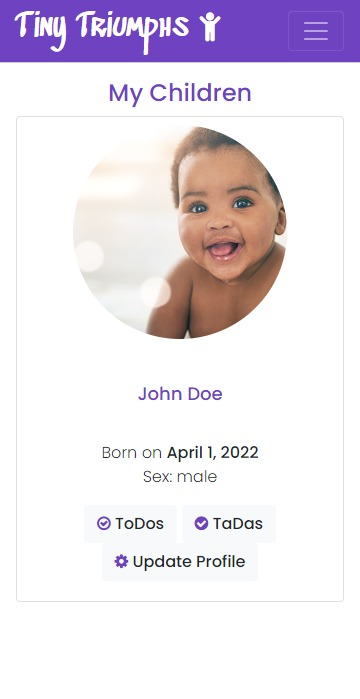 Tiny Triumphs
My Children
John Doe
Born on April 1, 2022
Sex: male
ToDos TaDas
Update Profile